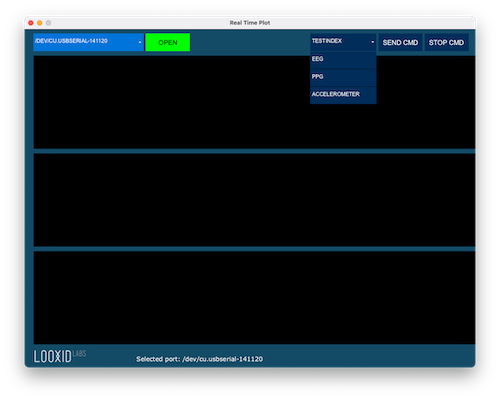 Real Time Plot
/DEV/CU.USBSERIAL-141120
OPEN
TESTINDEX
SEND CMD
STOP CMD
EEG
PPG
ACCELEROMETER
LOOXID LABS
Selected port: /dev/cu.usbserial-141120